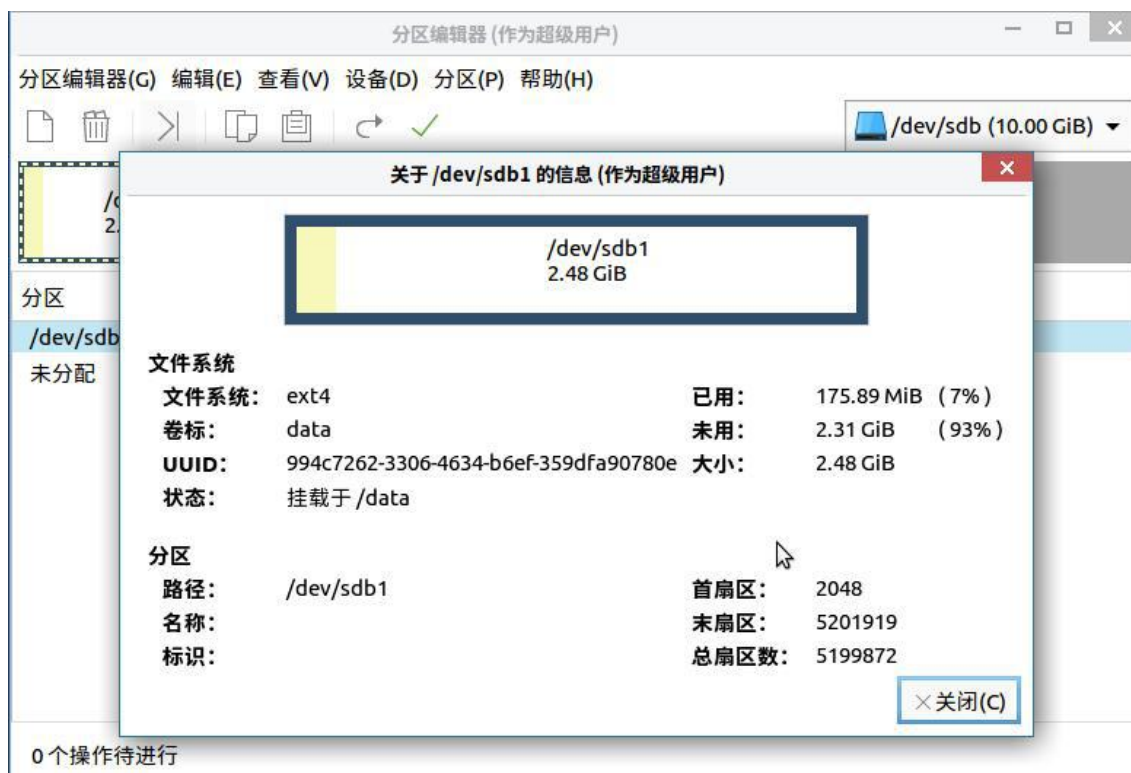 分区编辑器 (作为超级用户)
分区编辑器(G) 编辑(E) 查看(V) 设备(D) 分区(P) 帮助(H)
/dev/sdb (10.00 GiB)
关于 /dev/sdb1 的信息 (作为超级用户)
/dev/sdb1
2.48 GiB
分区
/dev/sdb
未分配
文件系统
文件系统： ext4 已用： 175.89 MiB ( 7% )
卷标： data 未用： 2.31 GiB ( 93% )
UUID： 994c7262-3306-4634-b6ef-359dfa90780e 大小： 2.48 GiB
状态： 挂载于 /data
分区
路径： /dev/sdb1 首扇区： 2048
名称： 末扇区： 5201919
标识： 总扇区数： 5199872
关闭(C)
0 个操作待进行